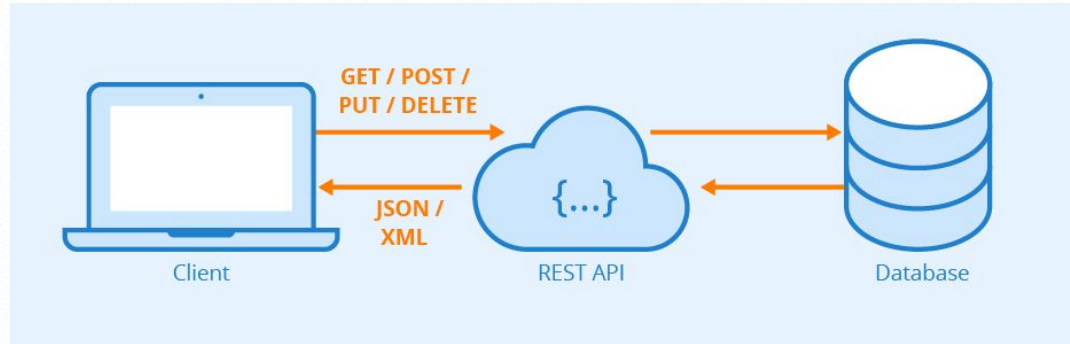 GET / POST /
PUT / DELETE
JSON /
XML
{...}
Client
REST API
Database